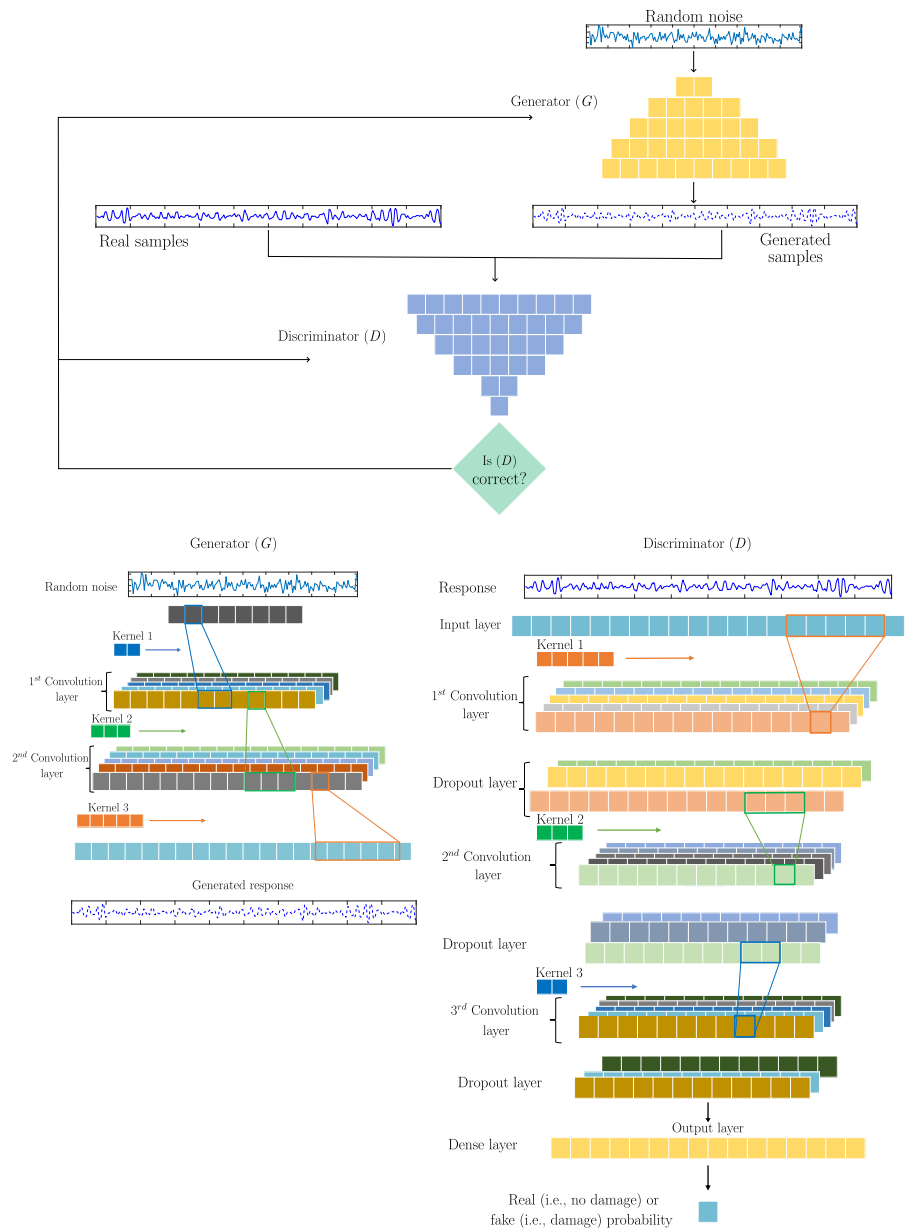 Random noise
Generator (G)
Real samples
Generated
samples
Discriminator (D)
Is (D)
correct?
Generator (G)
Random noise
Kernel 1
1st Convolution
layer
Kernel 2
2nd Convolution
layer
Kernel 3
Generated response
Discriminator (D)
Response
Input layer
Kernel 1
1st Convolution
layer
Dropout layer
Kernel 2
2nd Convolution
layer
Dropout layer
Kernel 3
3rd Convolution
layer
Dropout layer
Output layer
Dense layer
Real (i.e., no damage) or
fake (i.e., damage) probability